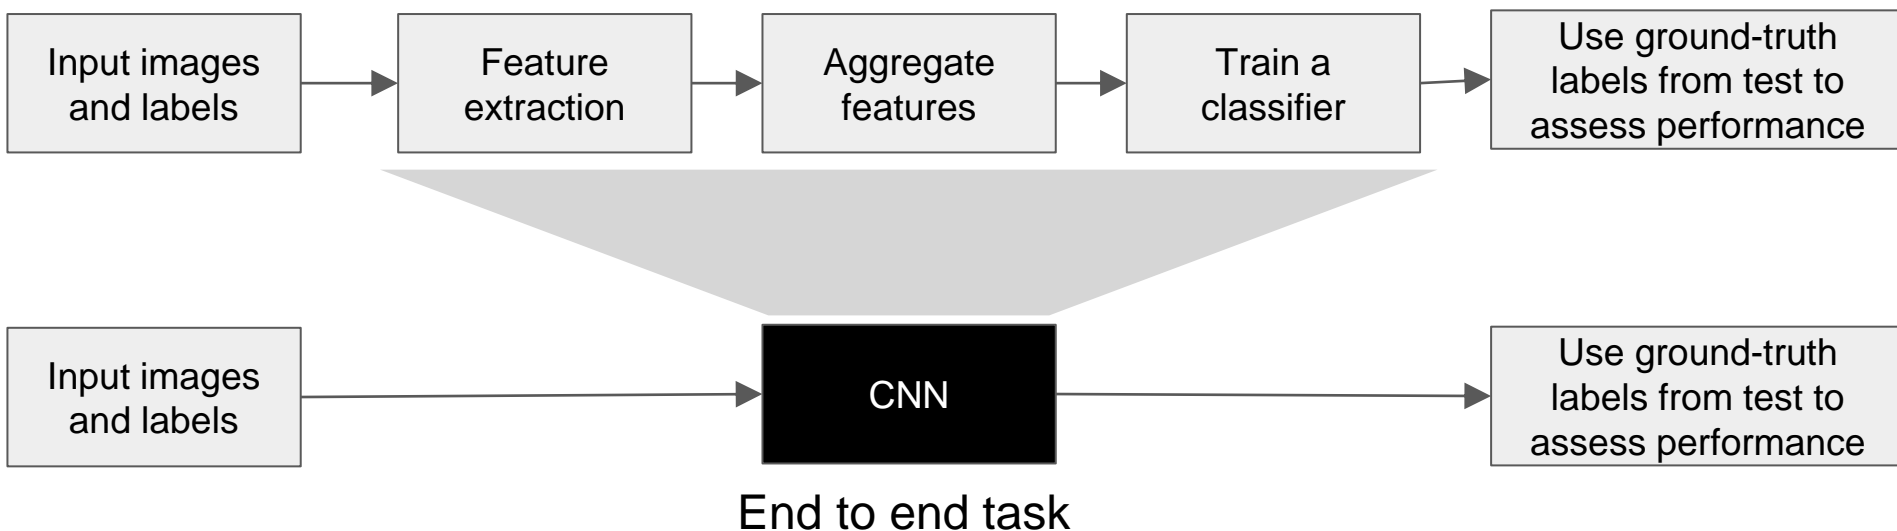 Input images
and labels
Feature
extraction
Aggregate
features
Train a
classifier
Use ground-truth
labels from test to
assess performance
Input images
and labels
CNN
Use ground-truth
labels from test to
assess performance
End to end task